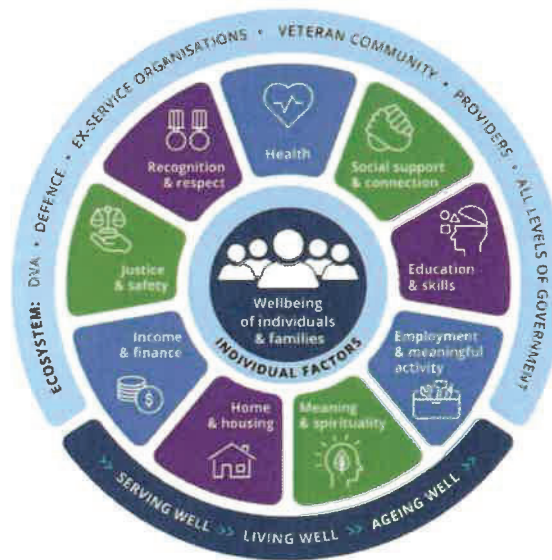 ECOSYSTEM: DVA • DEFENCE • EX-SERVICE ORGANISATIONS • VETERAN COMMUNITY • PROVIDERS • ALL LEVELS OF GOVERNMENT
Health
Social support
& connection
Education
& skills
Employment
& meaningful
activity
Meaning
& spirituality
Home
& housing
Income
& finance
Justice
& safety
Recognition
& respect
Wellbeing
of individuals
& families
INDIVIDUAL FACTORS
>> SERVING WELL >> LIVING WELL >> AGEING WELL >>